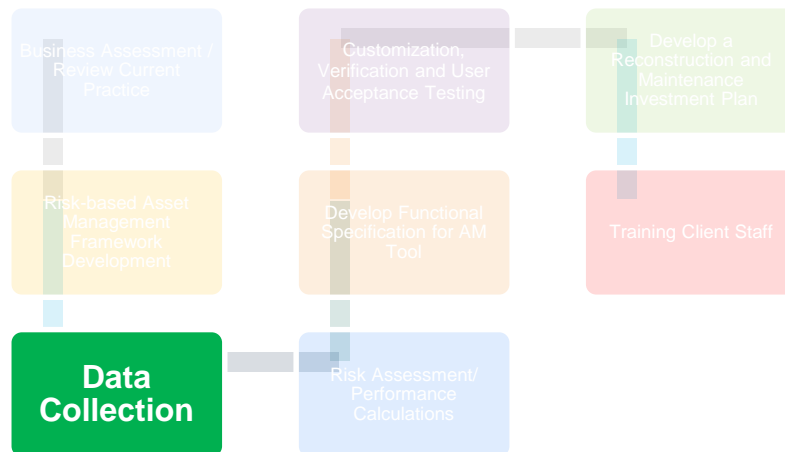 Business Assessment /
Review Current
Practice
Risk-based Asset
Management
Framework
Development
Data
Collection
Risk Assessment/
Performance
Calculations
Develop Functional
Specification for AM
Tool
Customization,
Verification and User
Acceptance Testing
Develop a
Reconstruction and
Maintenance
Investment Plan
Training Client Staff